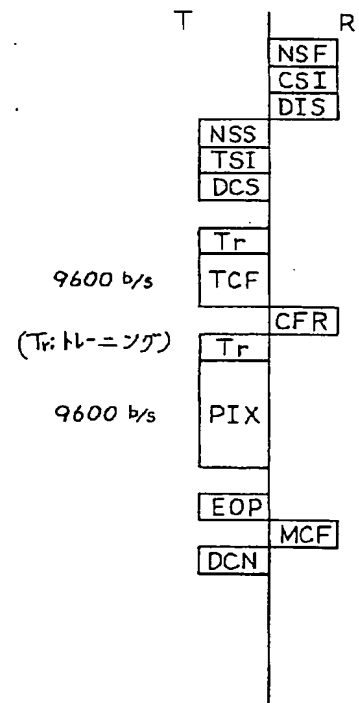 T R
NSF
CSI
DIS
NSS
TSI
DCS
Tr
9600 b/s TCF
CFR
(Tr:トレーニング) Tr
9600 b/s PIX
EOP
MCF
DCN